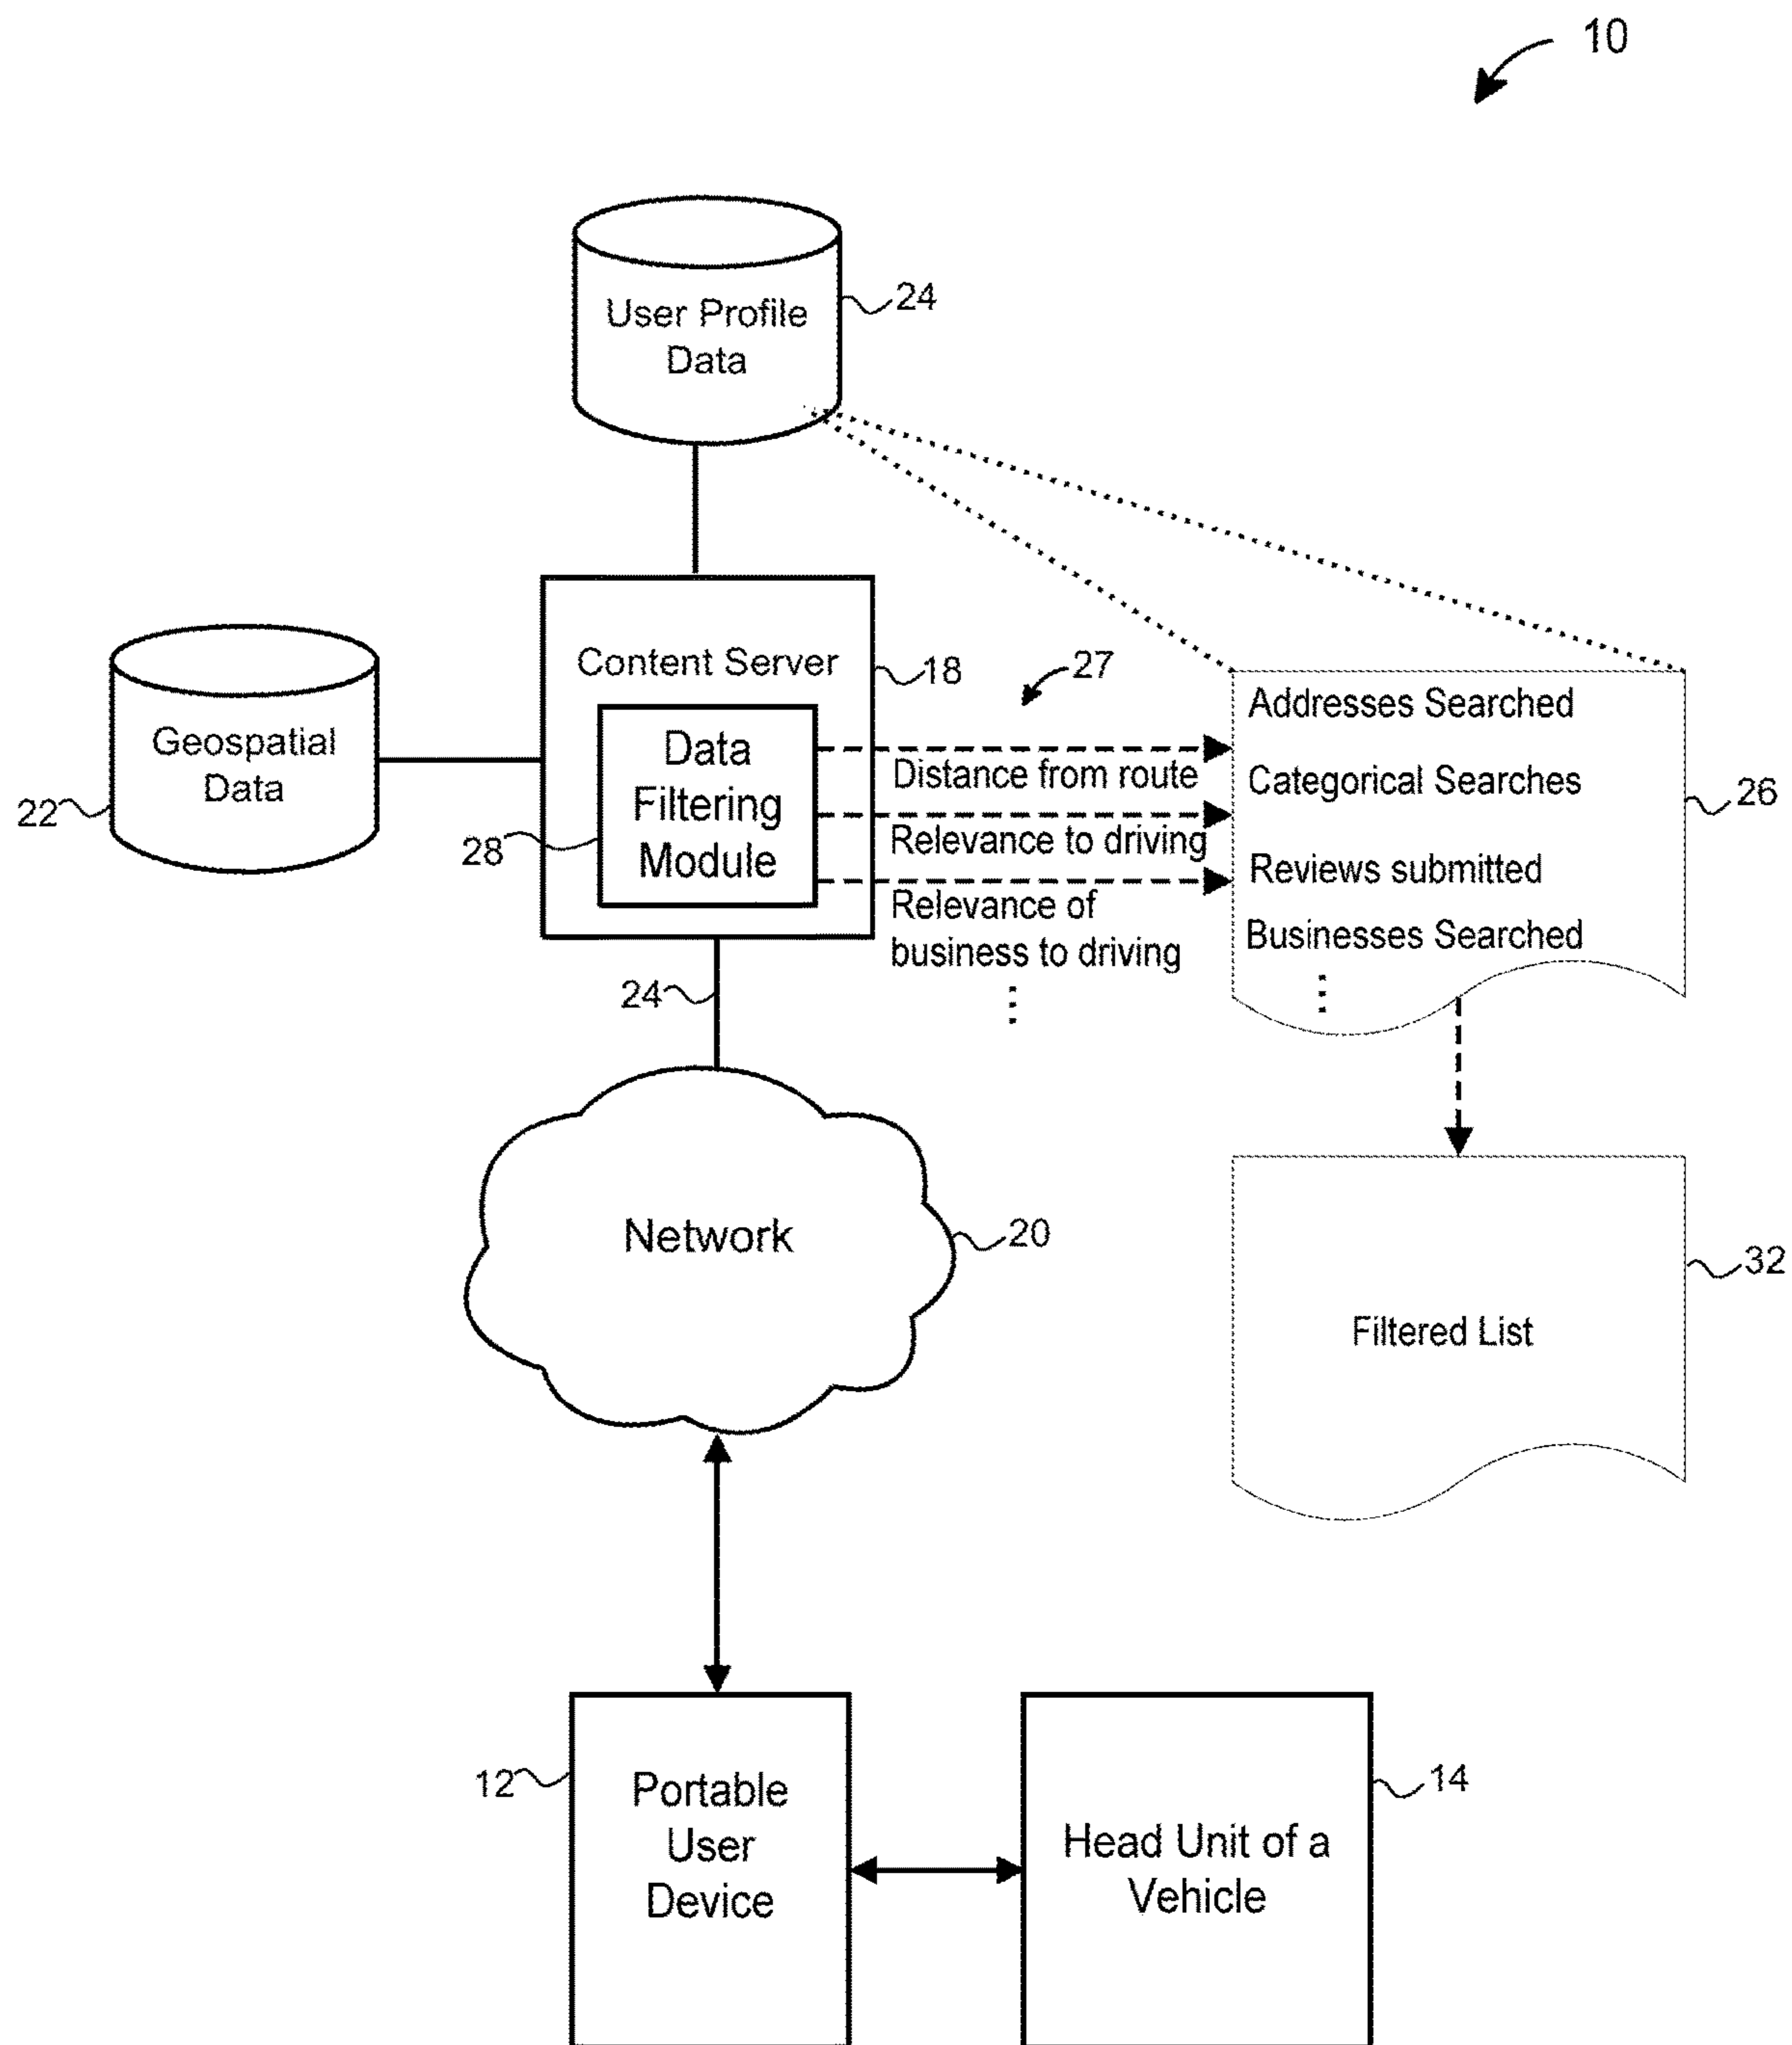 10
User Profile
Data
24
Content Server
18
27
Addresses Searched
Geospatial
Data
22
Data
Filtering
Module
28
Distance from route
Relevance to driving
Relevance of
business to driving
Categorical Searches
26
Reviews submitted
Businesses Searched
24
Network
20
32
Filtered List
12
Portable
User
Device
14
Head Unit of a
Vehicle